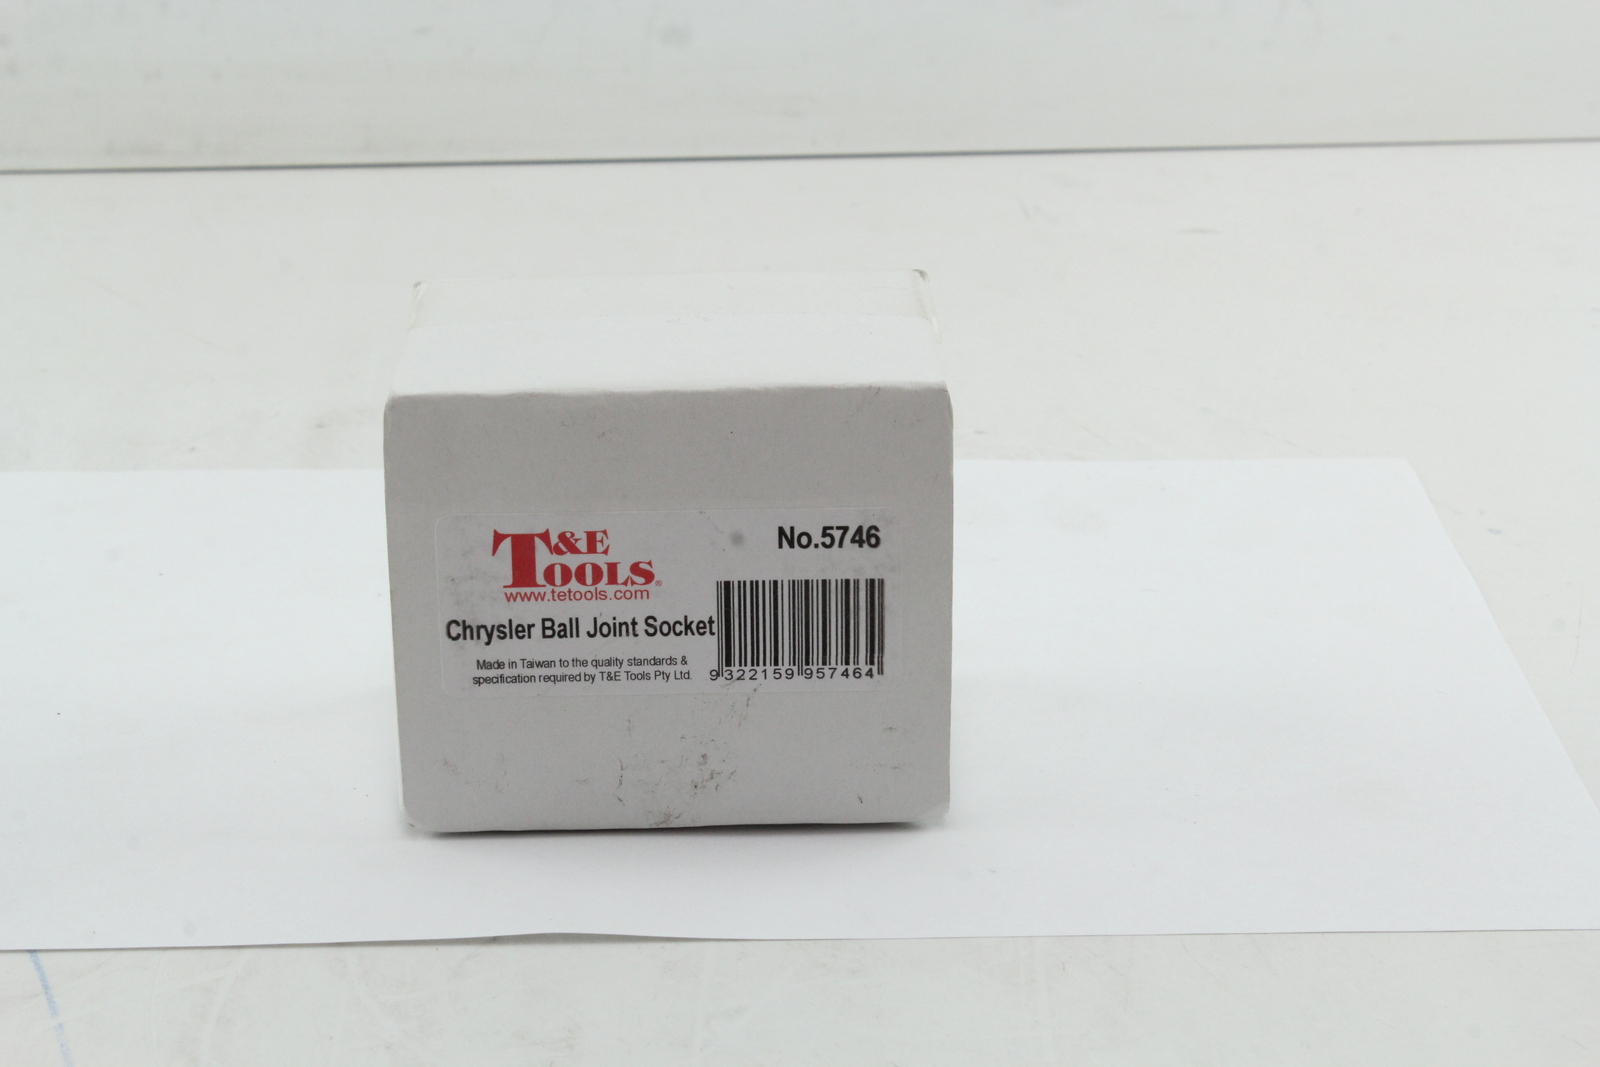 T&E
TOOLS®
www.tetools.com
No.5746
Chrysler Ball Joint Socket
Made in Taiwan to the quality standards &
specification required by T&E Tools Pty Ltd.
9 322159 957464